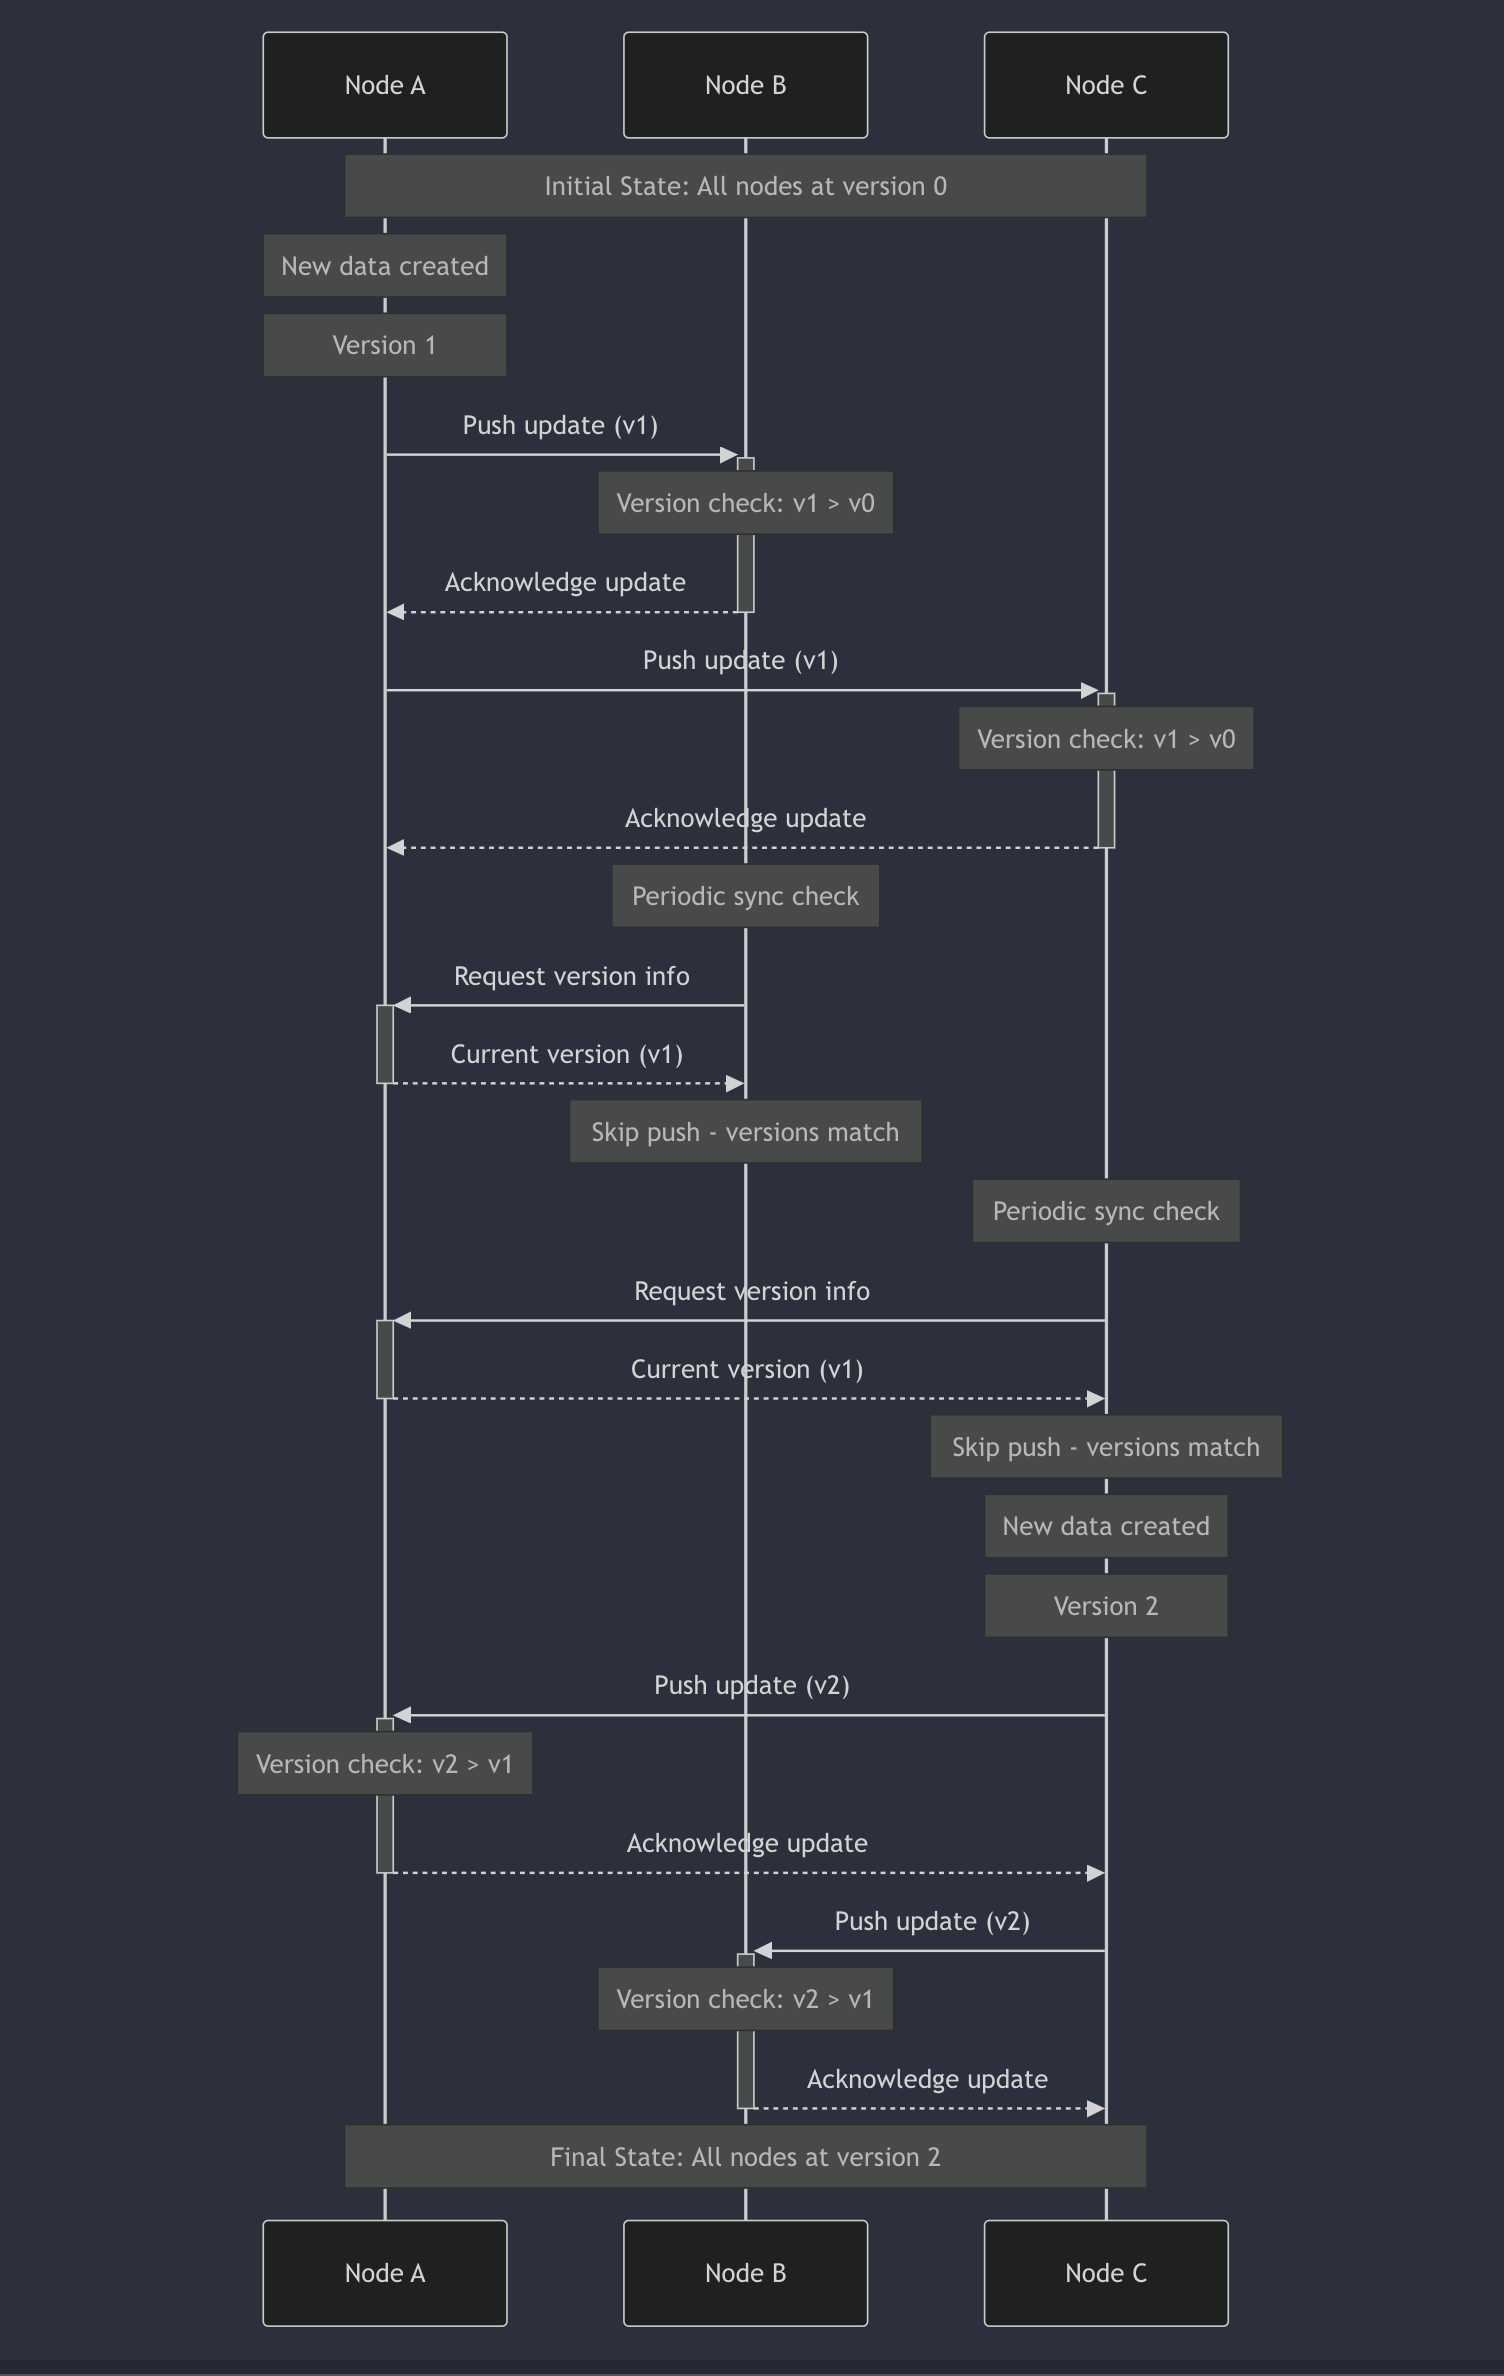 Node A
Node B
Node C
Initial State: All nodes at version 0
New data created
Version 1
Push update (v1)
Version check: v1 > v0
Acknowledge update
Push update (v1)
Version check: v1 > v0
Acknowledge update
Periodic sync check
Request version info
Current version (v1)
Skip push - versions match
Periodic sync check
Request version info
Current version (v1)
Skip push - versions match
New data created
Version 2
Push update (v2)
Version check: v2 > v1
Acknowledge update
Push update (v2)
Version check: v2 > v1
Acknowledge update
Final State: All nodes at version 2
Node A
Node B
Node C